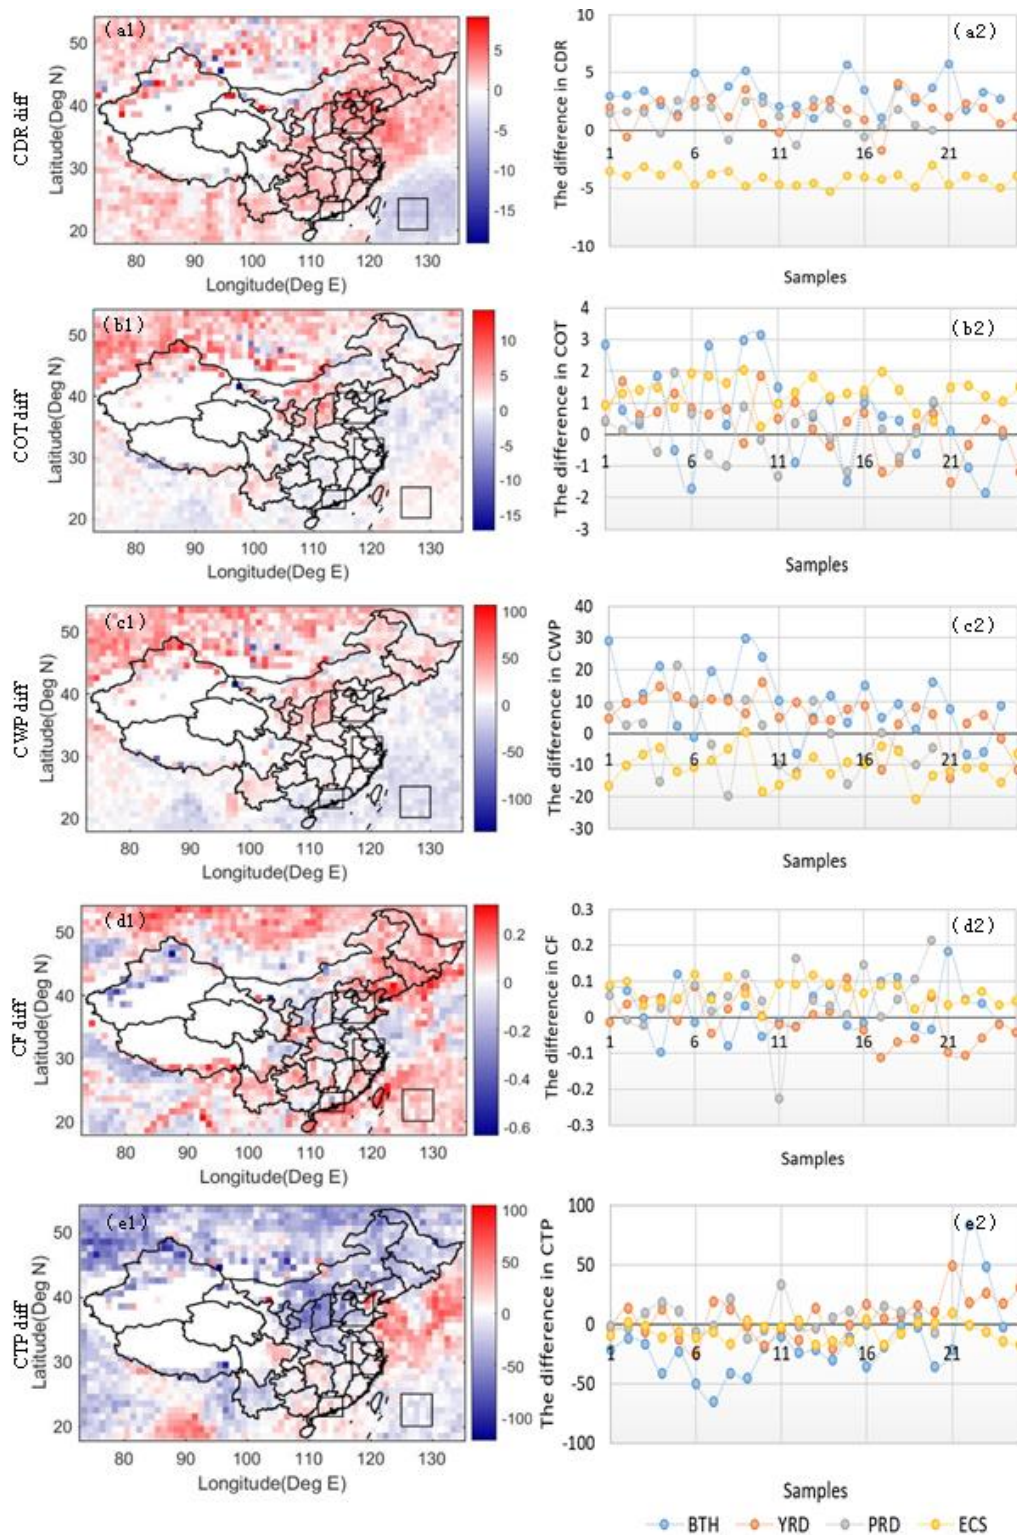 (a1)
CDR diff
Latitude(Deg N)
50
40
30
20
80 90 100 110 120 130
Longitude(Deg E)
5
0
-5
-10
-15
(a2)
The difference in CDR
10
5
0
-5
-10
1 6 11 16 21
Samples
(b1)
COT diff
Latitude(Deg N)
50
40
30
20
80 90 100 110 120 130
Longitude(Deg E)
10
5
0
-5
-10
-15
(b2)
The difference in COT
4
3
2
1
0
-1
-2
-3
1 6 11 16 21
Samples
(c1)
CWP diff
Latitude(Deg N)
50
40
30
20
80 90 100 110 120 130
Longitude(Deg E)
100
50
0
-50
-100
(c2)
The difference in CWP
40
30
20
10
0
-10
-20
-30
1 6 11 16 21
Samples
(d1)
CF diff
Latitude(Deg N)
50
40
30
20
80 90 100 110 120 130
Longitude(Deg E)
0.2
0
-0.2
-0.4
-0.6
(d2)
The difference in CF
0.3
0.2
0.1
0
-0.1
-0.2
-0.3
1 6 11 16 21
Samples
(e1)
CTP diff
Latitude(Deg N)
50
40
30
20
80 90 100 110 120 130
Longitude(Deg E)
100
50
0
-50
-100
(e2)
The difference in CTP
100
50
0
-50
-100
1 6 11 16 21
Samples
BTH YRD PRD ECS